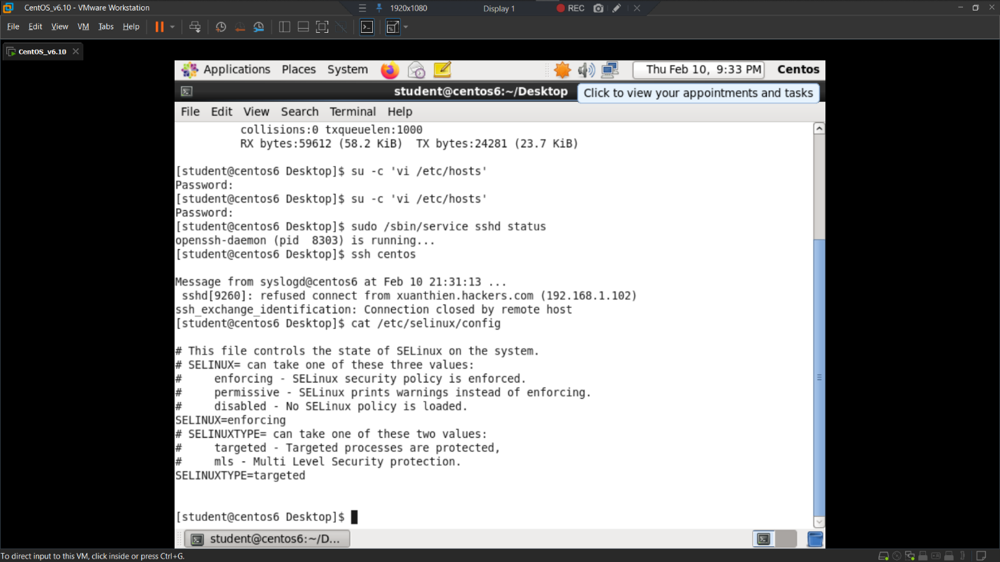 CentOS_v6.10 - VMware Workstation
1920x1080
Display 1
REC
File Edit View VM Tabs Help
CentOS_v6.10
Applications Places System
Thu Feb 10, 9:33 PM
Centos
student@centos6:~/Desktop
Click to view your appointments and tasks
File Edit View Search Terminal Help
collisions:0 txqueuelen:1000
RX bytes:59612 (58.2 KiB)  TX bytes:24281 (23.7 KiB)
[student@centos6 Desktop]$ su -c 'vi /etc/hosts'
Password:
[student@centos6 Desktop]$ su -c 'vi /etc/hosts'
Password:
[student@centos6 Desktop]$ sudo /sbin/service sshd status
openssh-daemon (pid  8303) is running...
[student@centos6 Desktop]$ ssh centos
Message from syslogd@centos6 at Feb 10 21:31:13 ...
sshd[9260]: refused connect from xuanthien.hackers.com (192.168.1.102)
ssh_exchange_identification: Connection closed by remote host
[student@centos6 Desktop]$ cat /etc/selinux/config
# This file controls the state of SELinux on the system.
# SELINUX= can take one of these three values:
#     enforcing - SELinux security policy is enforced.
#     permissive - SELinux prints warnings instead of enforcing.
#     disabled - No SELinux policy is loaded.
SELINUX=enforcing
# SELINUXTYPE= can take one of these two values:
#     targeted - Targeted processes are protected,
#     mls - Multi Level Security protection.
SELINUXTYPE=targeted
[student@centos6 Desktop]$
student@centos6:~/D...
To direct input to this VM, click inside or press Ctrl+G.